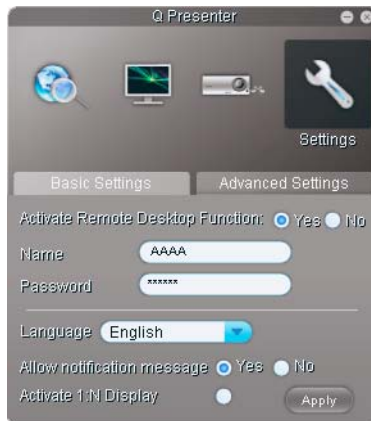 Q Presenter
Settings
Basic Settings Advanced Settings
Activate Remote Desktop Function: Yes No
Name AAAA
Password ******
Language English
Allow notification message Yes No
Activate 1:N Display Apply